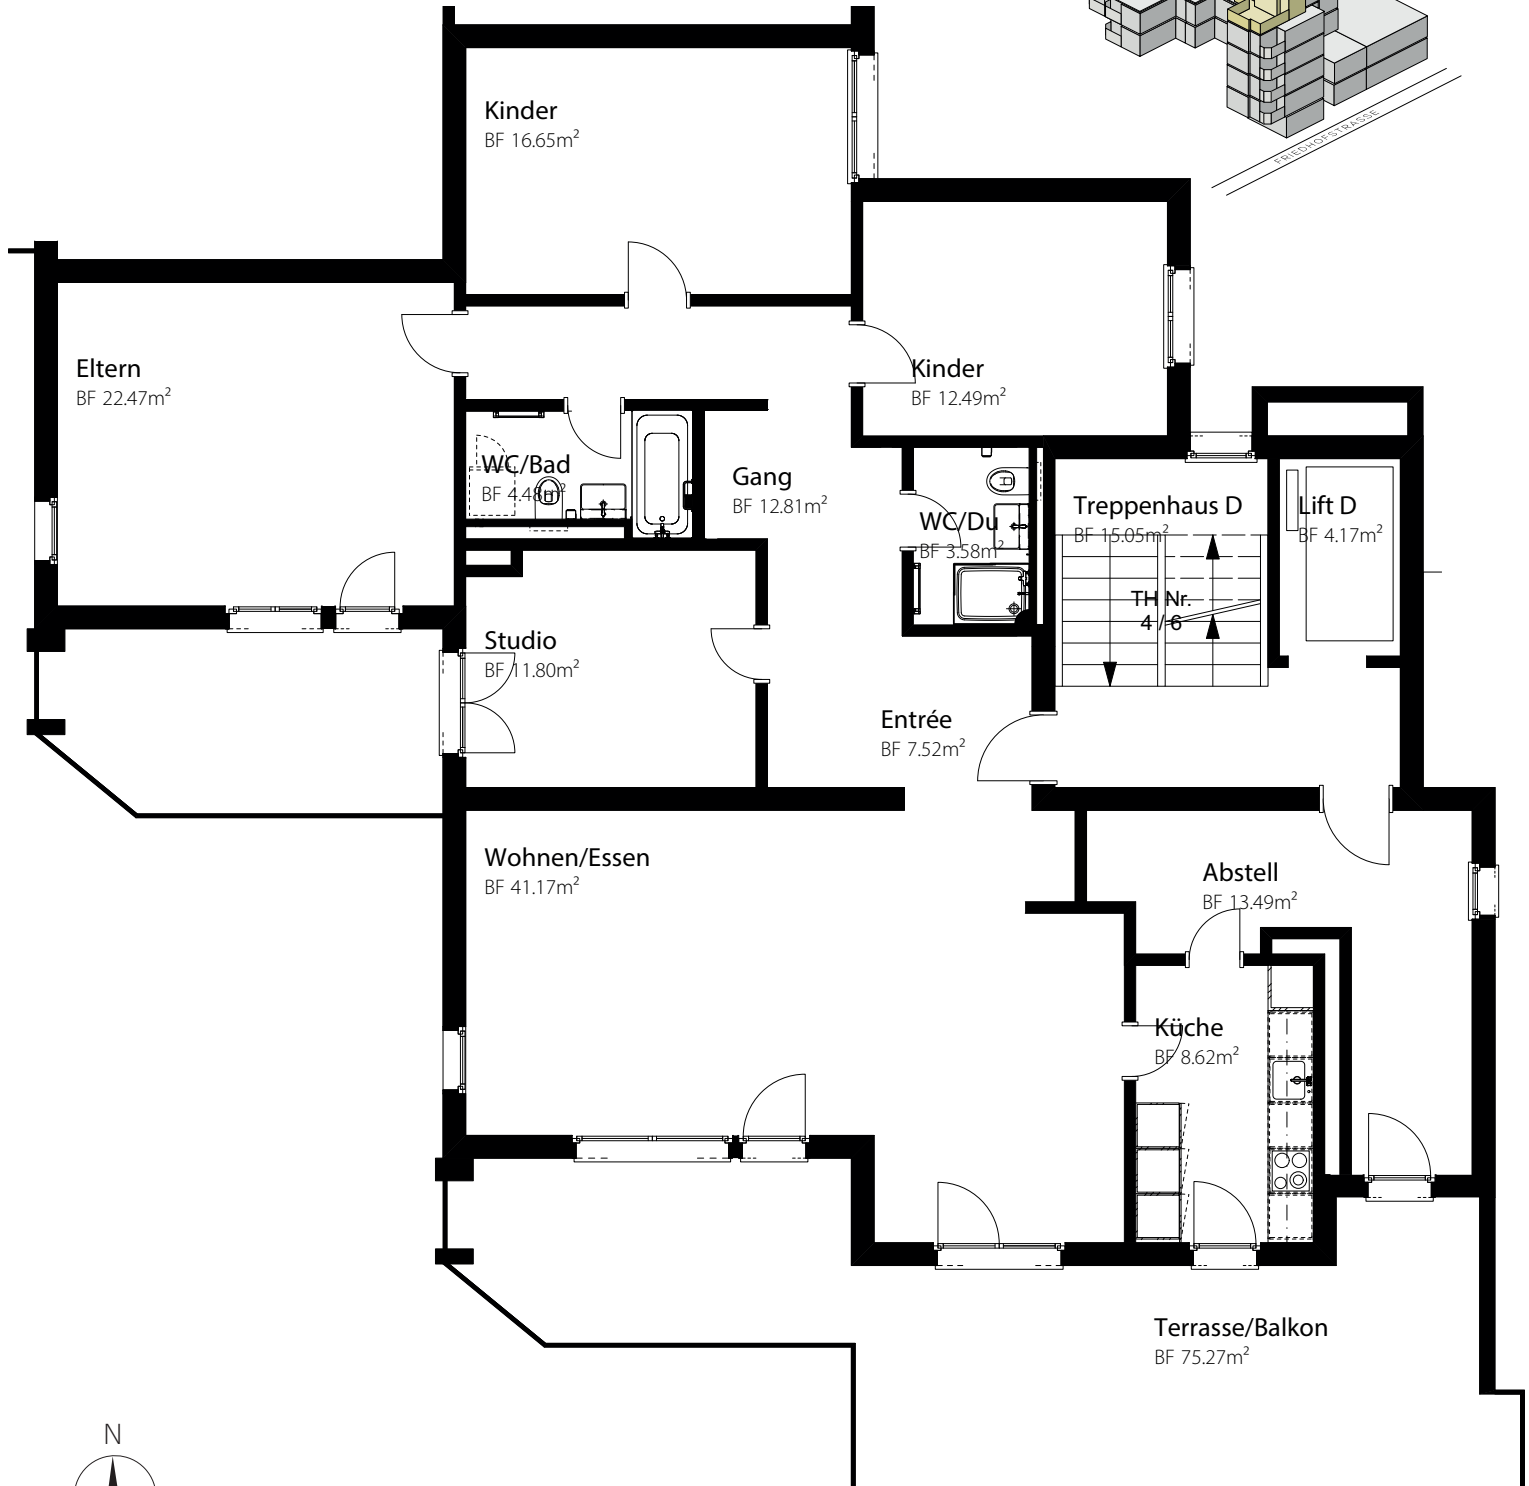 FRIEDHOFSTRASSE
Kinder
BF 16.65m²
Eltern
BF 22.47m²
Kinder
BF 12.49m²
WC/Bad
BF 4.48m²
Gang
BF 12.81m²
WC/Du
BF 3.58m²
Treppenhaus D
BF 15.05m²
Lift D
BF 4.17m²
TH Nr.
4 / 6
Studio
BF 11.80m²
Entrée
BF 7.52m²
Wohnen/Essen
BF 41.17m²
Abstell
BF 13.49m²
Küche
BF 8.62m²
Terrasse/Balkon
BF 75.27m²
N